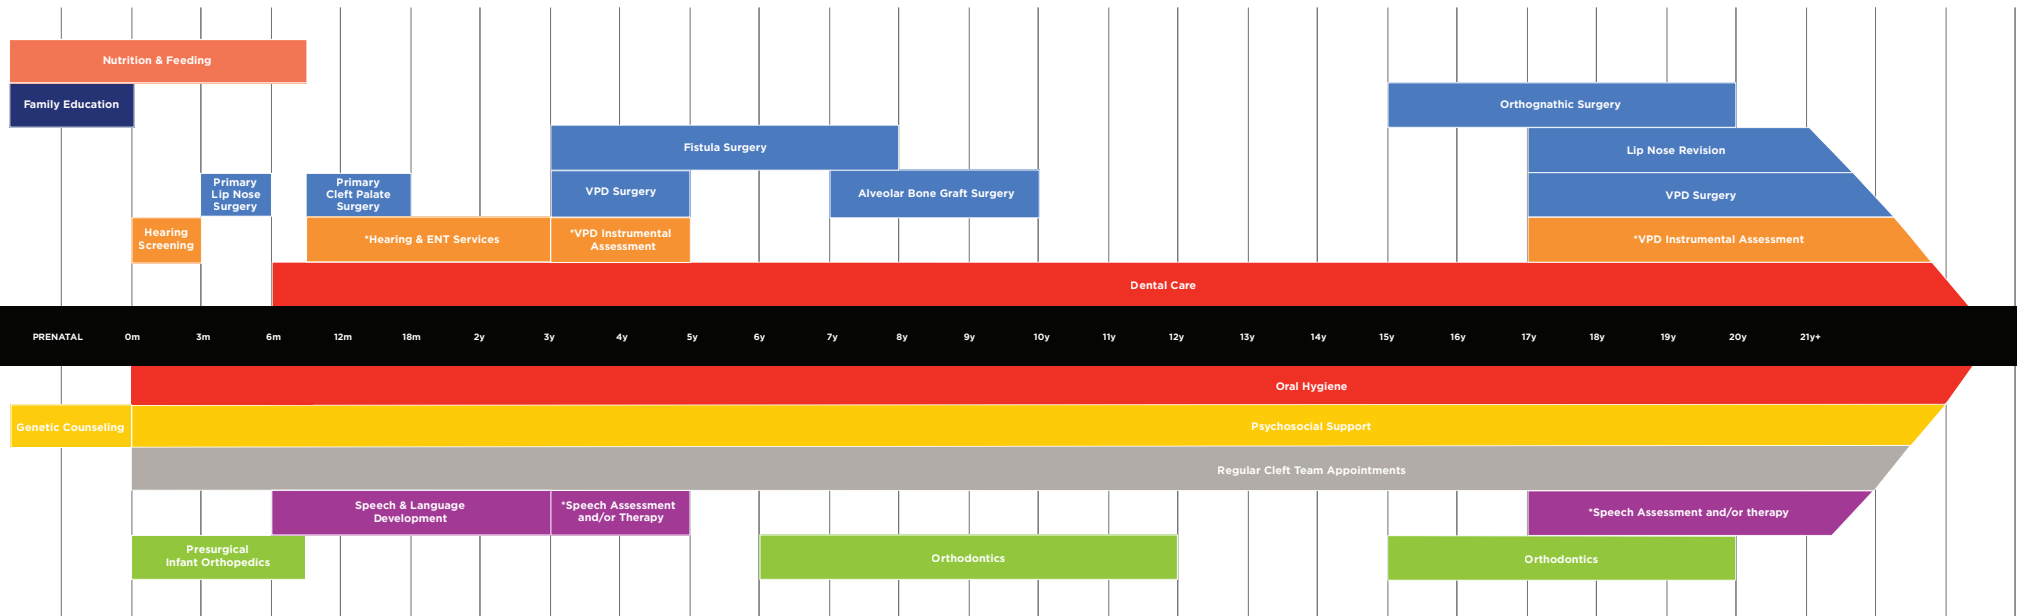 Nutrition & Feeding
Family Education
Orthognathic Surgery
Fistula Surgery
Lip Nose Revision
Primary
Lip Nose
Surgery
Primary
Cleft Palate
Surgery
VPD Surgery
Alveolar Bone Graft Surgery
VPD Surgery
Hearing
Screening
*Hearing & ENT Services
*VPD Instrumental
Assessment
*VPD Instrumental Assessment
Dental Care
PRENATAL 0m 3m 6m 12m 18m 2y 3y 4y 5y 6y 7y 8y 9y 10y 11y 12y 13y 14y 15y 16y 17y 18y 19y 20y 21y+
Oral Hygiene
Genetic Counseling
Psychosocial Support
Regular Cleft Team Appointments
Speech & Language
Development
*Speech Assessment
and/or Therapy
*Speech Assessment and/or therapy
Presurgical
Infant Orthopedics
Orthodontics
Orthodontics